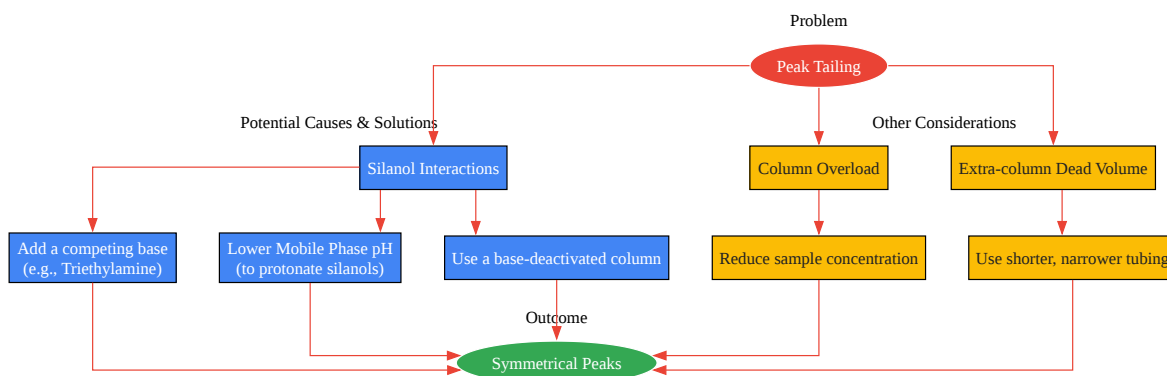 Problem
Peak Tailing
Potential Causes & Solutions
Other Considerations
Silanol Interactions
Column Overload
Extra-column Dead Volume
Add a competing base
(e.g., Triethylamine)
Lower Mobile Phase pH
(to protonate silanols)
Use a base-deactivated column
Reduce sample concentration
Use shorter, narrower tubing
Outcome
Symmetrical Peaks